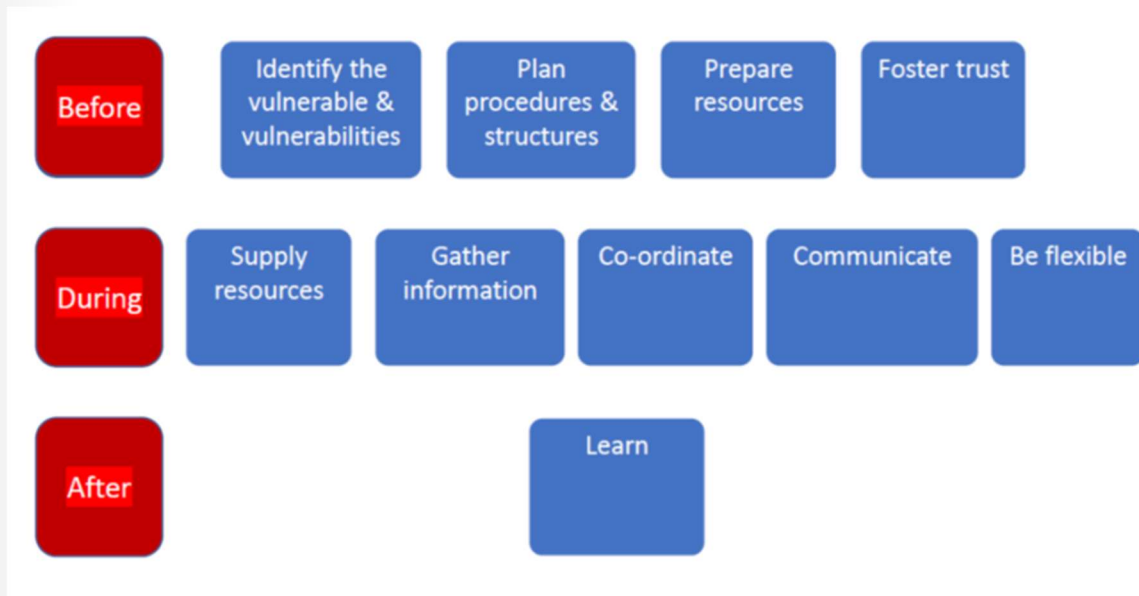 Before
Identify the
vulnerable &
vulnerabilities
Plan
procedures &
structures
Prepare
resources
Foster trust
During
Supply
resources
Gather
information
Co-ordinate
Communicate
Be flexible
After
Learn